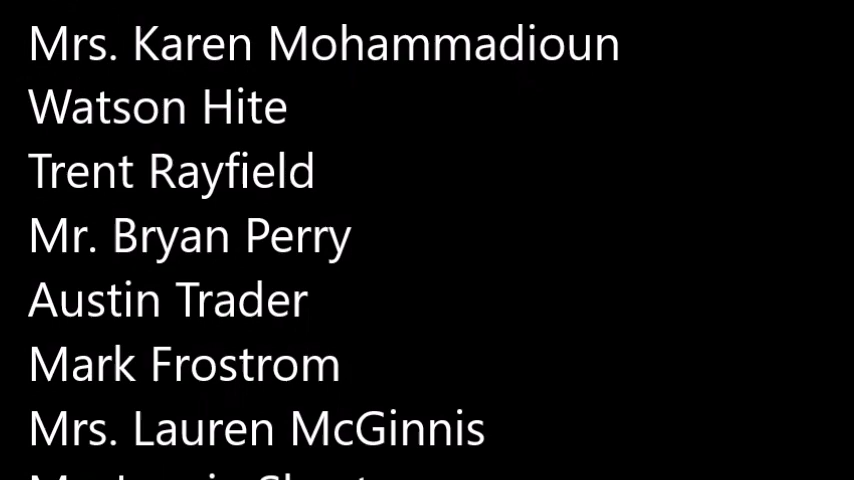 Mrs. Karen Mohammadioun
Watson Hite
Trent Rayfield
Mr. Bryan Perry
Austin Trader
Mark Frostrom
Mrs. Lauren McGinnis